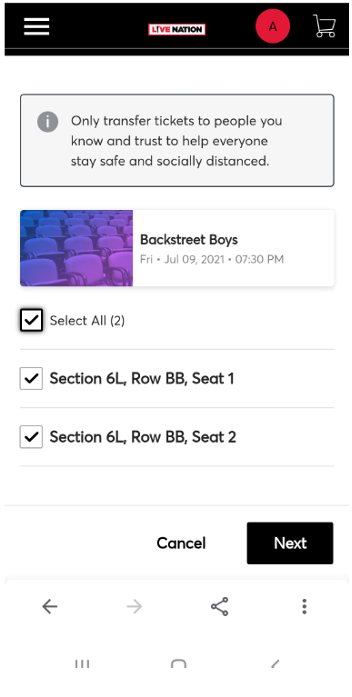 LIVE NATION
A
Only transfer tickets to people you
know and trust to help everyone
stay safe and socially distanced.
Backstreet Boys
Fri • Jul 09, 2021 • 07:30 PM
Select All (2)
Section 6L, Row BB, Seat 1
Section 6L, Row BB, Seat 2
Cancel Next